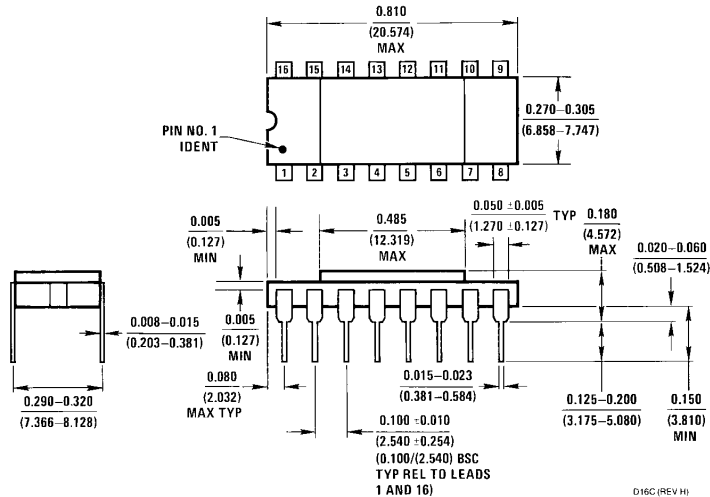 0.810
(20.574)
MAX
16 15 14 13 12 11 10 9
0.270–0.305
(6.858–7.747)
PIN NO. 1
IDENT
1 2 3 4 5 6 7 8
0.005
(0.127)
MIN
0.485
(12.319)
MAX
0.050 ±0.005
(1.270 ±0.127)
TYP
0.180
(4.572)
MAX
0.020–0.060
(0.508–1.524)
0.008–0.015
(0.203–0.381)
0.005
(0.127)
MIN
0.290–0.320
(7.366–8.128)
0.080
(2.032)
MAX TYP
0.015–0.023
(0.381–0.584)
0.125–0.200
(3.175–5.080)
0.150
(3.810)
MIN
0.100 ±0.010
(2.540 ±0.254)
(0.100/(2.540) BSC
TYP REL TO LEADS
1 AND 16)
D16C (REV H)